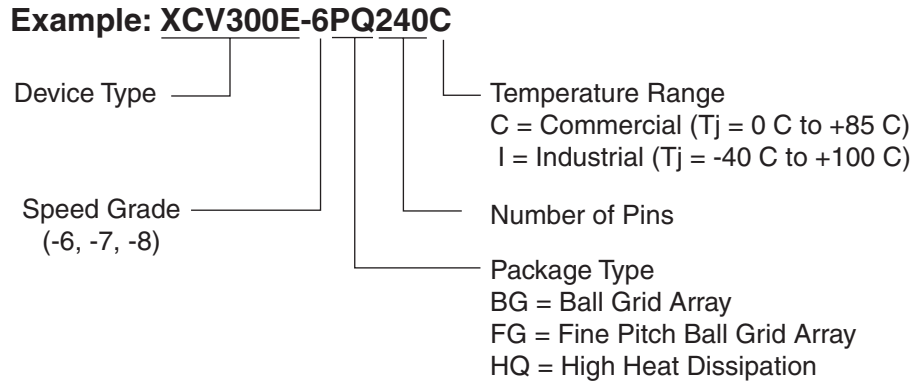 Example: XCV300E-6PQ240C
Device Type
Temperature Range
C = Commercial (Tj = 0 C to +85 C)
I = Industrial (Tj = -40 C to +100 C)
Speed Grade
(-6, -7, -8)
Number of Pins
Package Type
BG = Ball Grid Array
FG = Fine Pitch Ball Grid Array
HQ = High Heat Dissipation